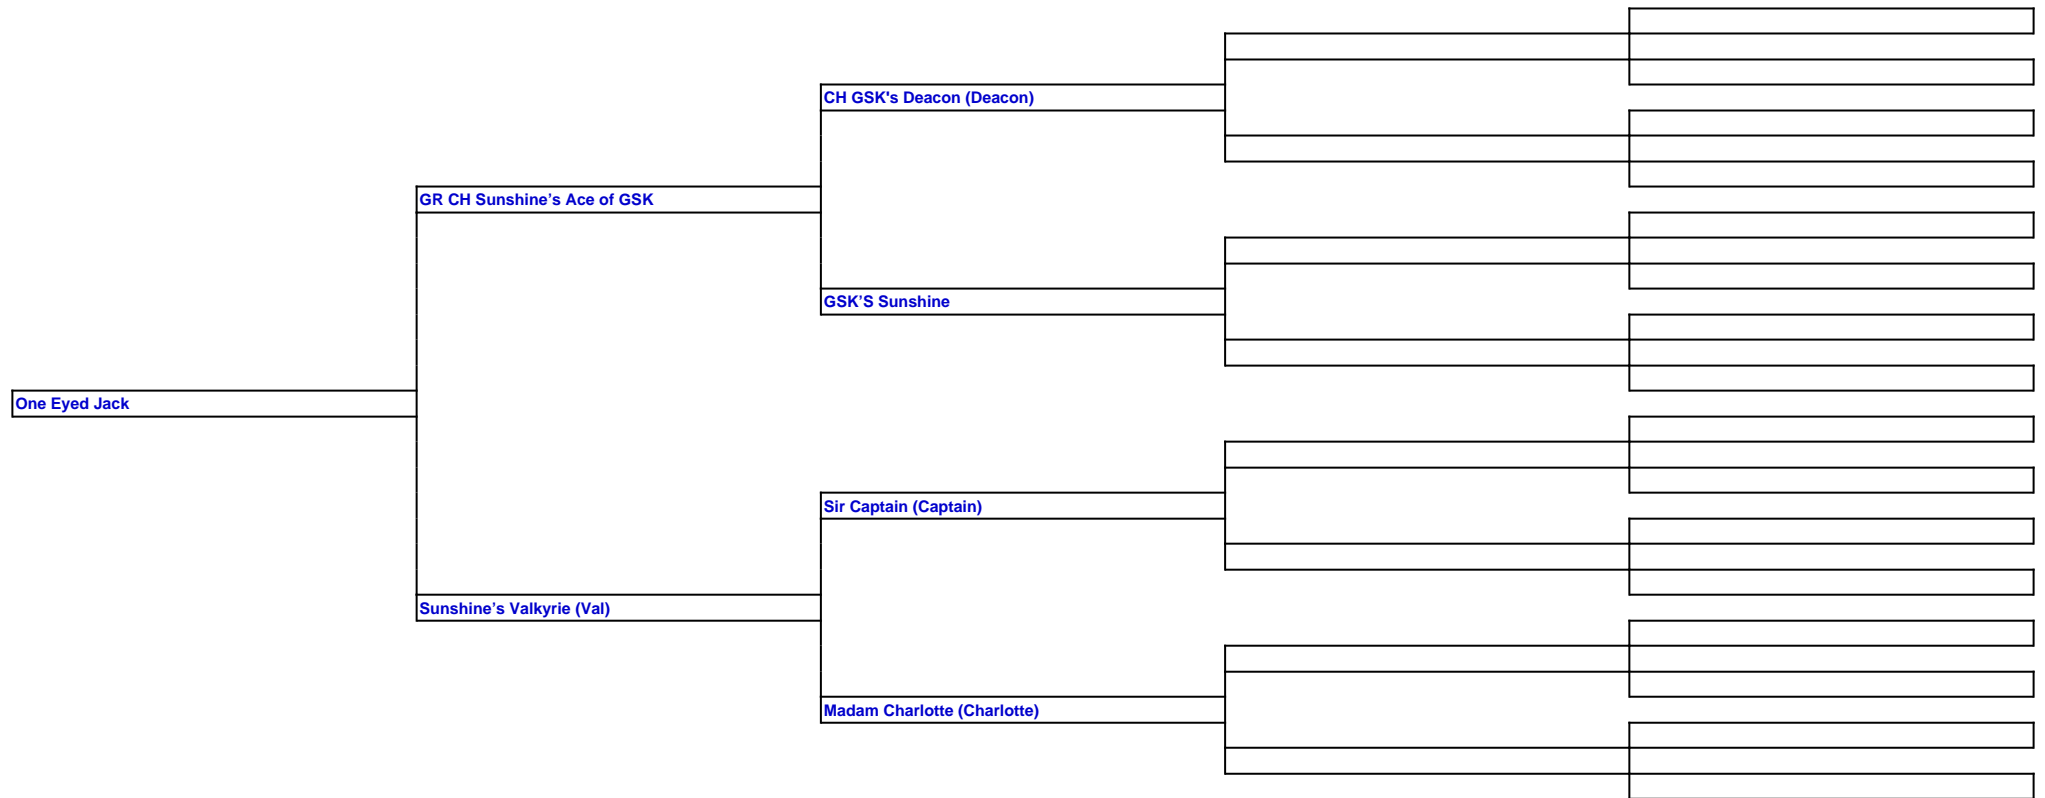 CH GSK's Deacon (Deacon)
GR CH Sunshine’s Ace of GSK
GSK’S Sunshine
One Eyed Jack
Sir Captain (Captain)
Sunshine’s Valkyrie (Val)
Madam Charlotte (Charlotte)